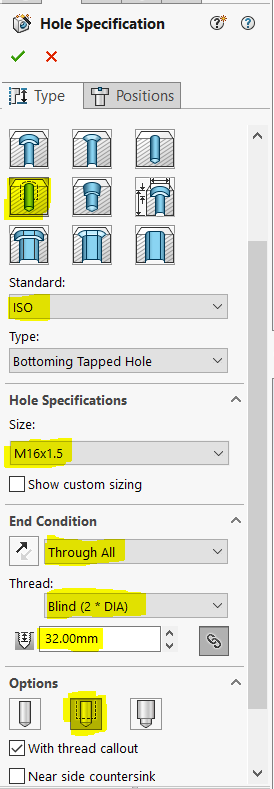 Hole Specification
Type
Positions
Standard:
ISO
Type:
Bottoming Tapped Hole
Hole Specifications
Size:
M16x1.5
Show custom sizing
End Condition
Through All
Thread:
Blind (2 * DIA)
32.00mm
Options
With thread callout
Near side countersink